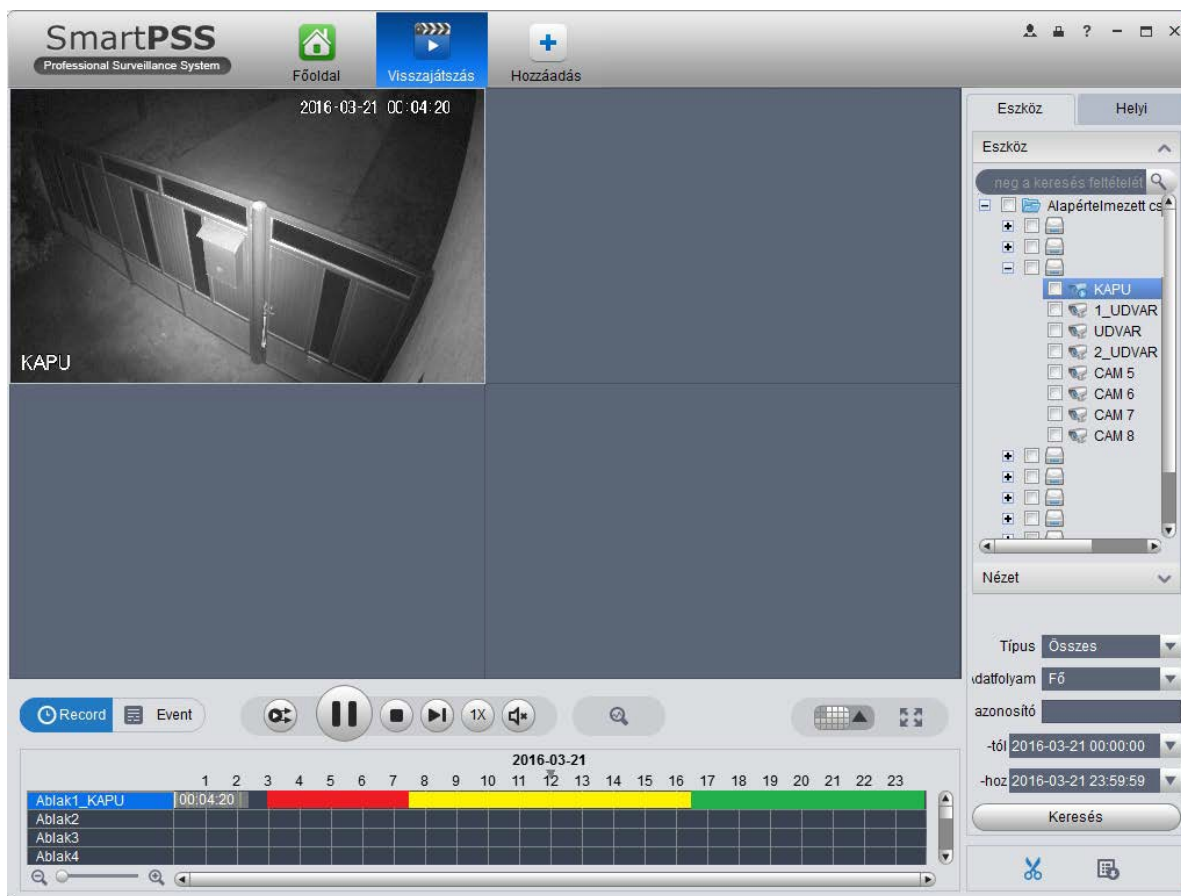 SmartPSS
Professional Surveillance System
Főoldal
Visszajátszás
Hozzáadás
?
2016-03-21 00:04:20
KAPU
Eszköz
Helyi
Eszköz
neg a keresés feltételét
Alapértelmezett cs
KAPU
1_UDVAR
UDVAR
2_UDVAR
CAM 5
CAM 6
CAM 7
CAM 8
Nézet
Típus Összes
datfolyam Fő
azonosító
-tól 2016-03-21 00:00:00
-hoz 2016-03-21 23:59:59
Keresés
Record
Event
1X
2016-03-21
1 2 3 4 5 6 7 8 9 10 11 12 13 14 15 16 17 18 19 20 21 22 23
Ablak1_KAPU 00:04:20
Ablak2
Ablak3
Ablak4